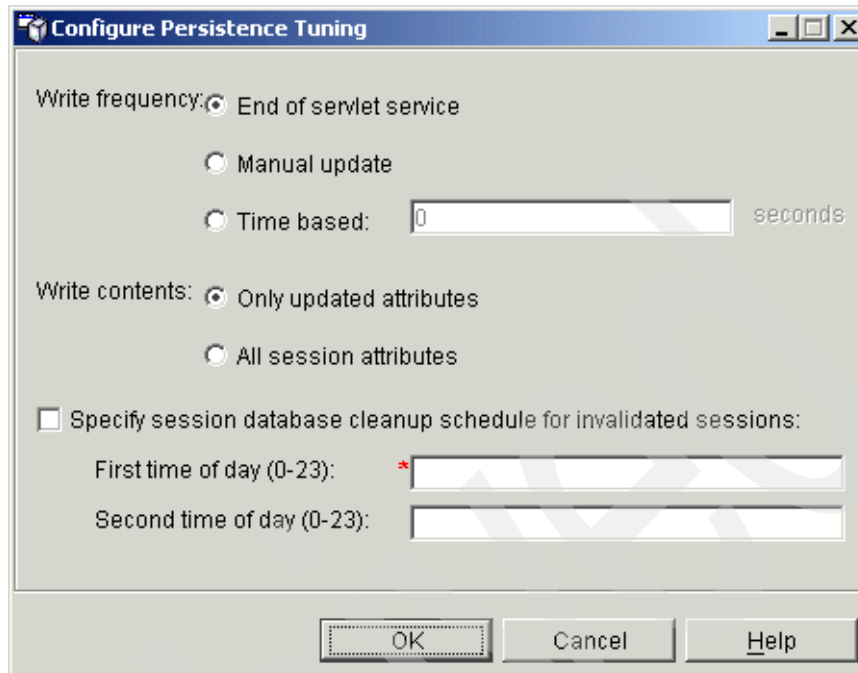 Configure Persistence Tuning
Write frequency: End of servlet service
Manual update
Time based: 0 seconds
Write contents: Only updated attributes
All session attributes
Specify session database cleanup schedule for invalidated sessions:
First time of day (0-23): *
Second time of day (0-23):
OK Cancel Help